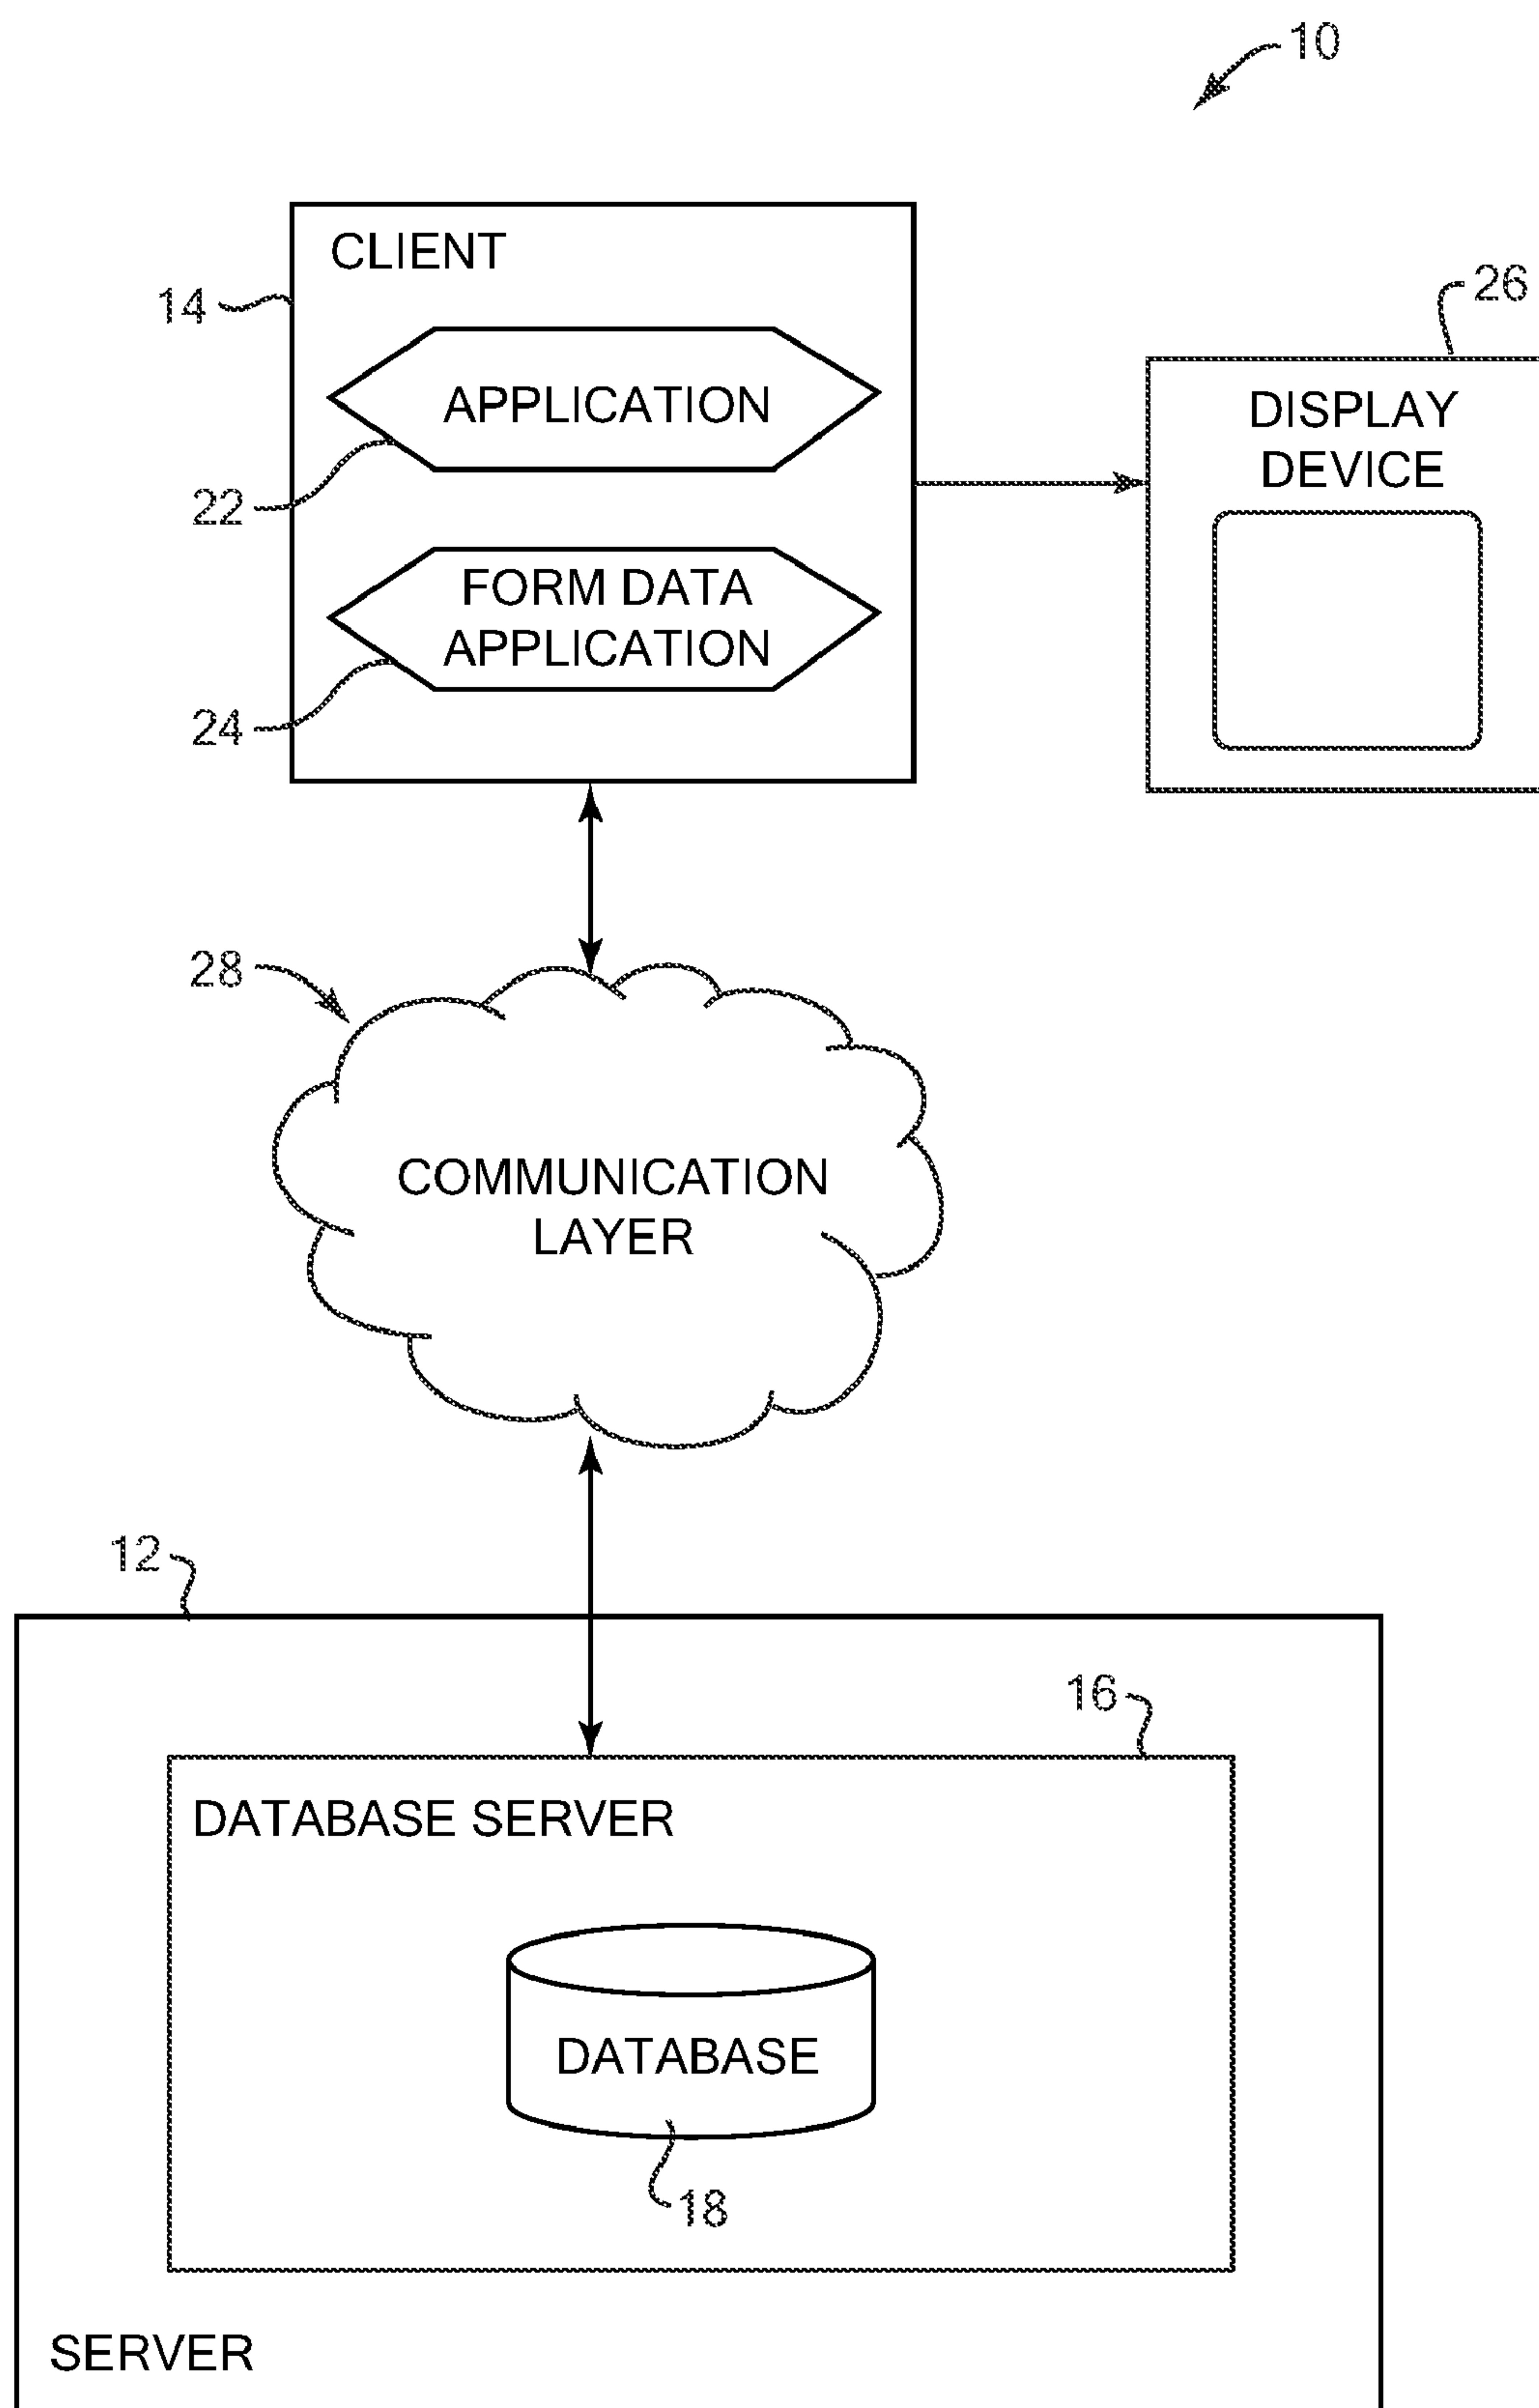 10
CLIENT
14
26
APPLICATION
DISPLAY
DEVICE
22
FORM DATA
APPLICATION
24
28
COMMUNICATION
LAYER
12
16
DATABASE SERVER
DATABASE
18
SERVER